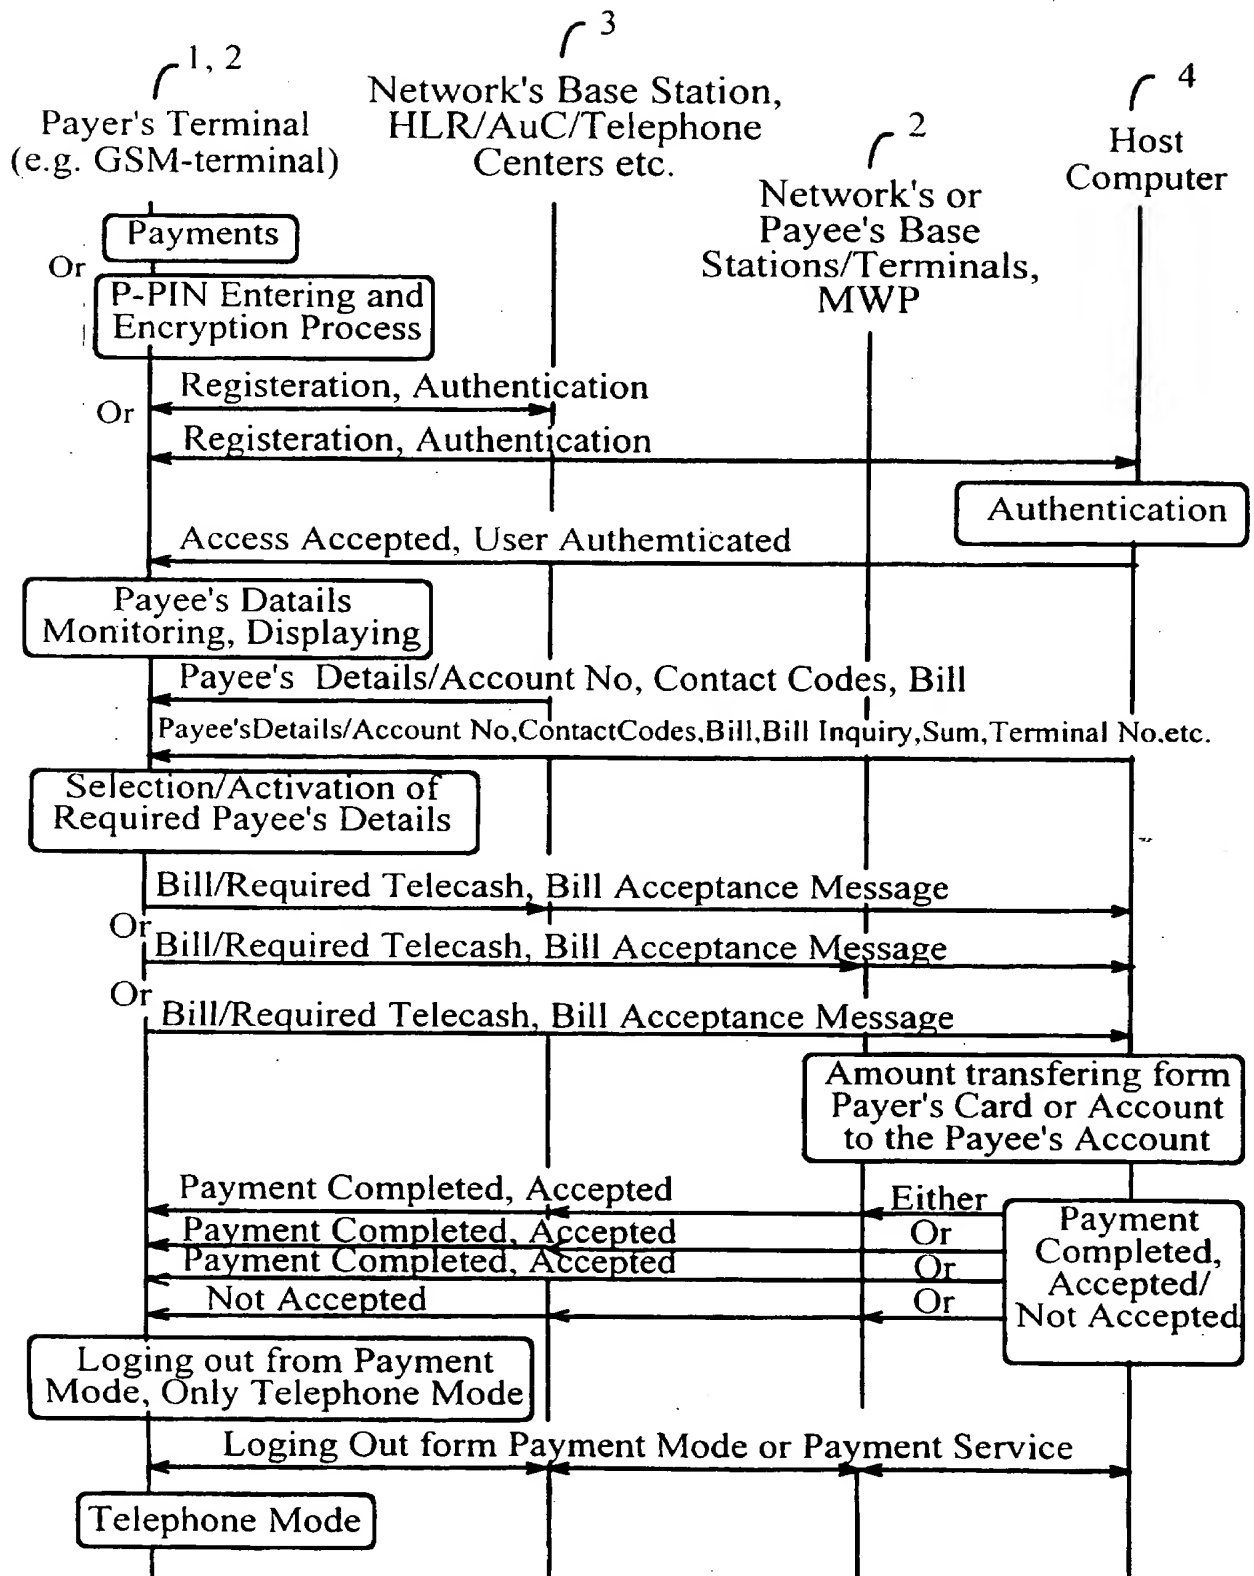 1, 2
Payer's Terminal
(e.g. GSM-terminal)
3
Network's Base Station,
HLR/AuC/Telephone
Centers etc.
2
Network's or
Payee's Base
Stations/Terminals,
MWP
4
Host
Computer
Payments
Or
P-PIN Entering and
Encryption Process
Registeration, Authentication
Or
Registeration, Authentication
Authentication
Access Accepted, User Authemticated
Payee's Datails
Monitoring, Displaying
Payee's Details/Account No, Contact Codes, Bill
Payee'sDetails/Account No,ContactCodes,Bill,Bill Inquiry,Sum,Terminal No.etc.
Selection/Activation of
Required Payee's Details
Bill/Required Telecash, Bill Acceptance Message
Or
Bill/Required Telecash, Bill Acceptance Message
Or
Bill/Required Telecash, Bill Acceptance Message
Amount transfering form
Payer's Card or Account
to the Payee's Account
Payment Completed, Accepted
Either
Payment Completed, Accepted
Or
Payment Completed, Accepted
Or
Not Accepted
Or
Payment
Completed,
Accepted/
Not Accepted
Loging out from Payment
Mode, Only Telephone Mode
Loging Out form Payment Mode or Payment Service
Telephone Mode